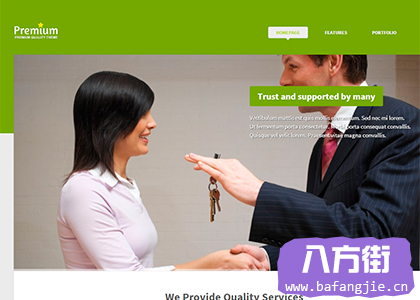 Premium
PREMIUM QUALITY THEME
HOMEPAGE
FEATURES
PORTFOLIO
Trust and supported by many
Vestibulum mattis est quis mollis elementum. Sed nec mi lorem.
Ut fermentum porta consectetur. porta consequat convallis.
Quisque vel velit lorem. Praesent vitae magna convallis.
We Provide Quality Services
八方街
www.bafangjie.cn